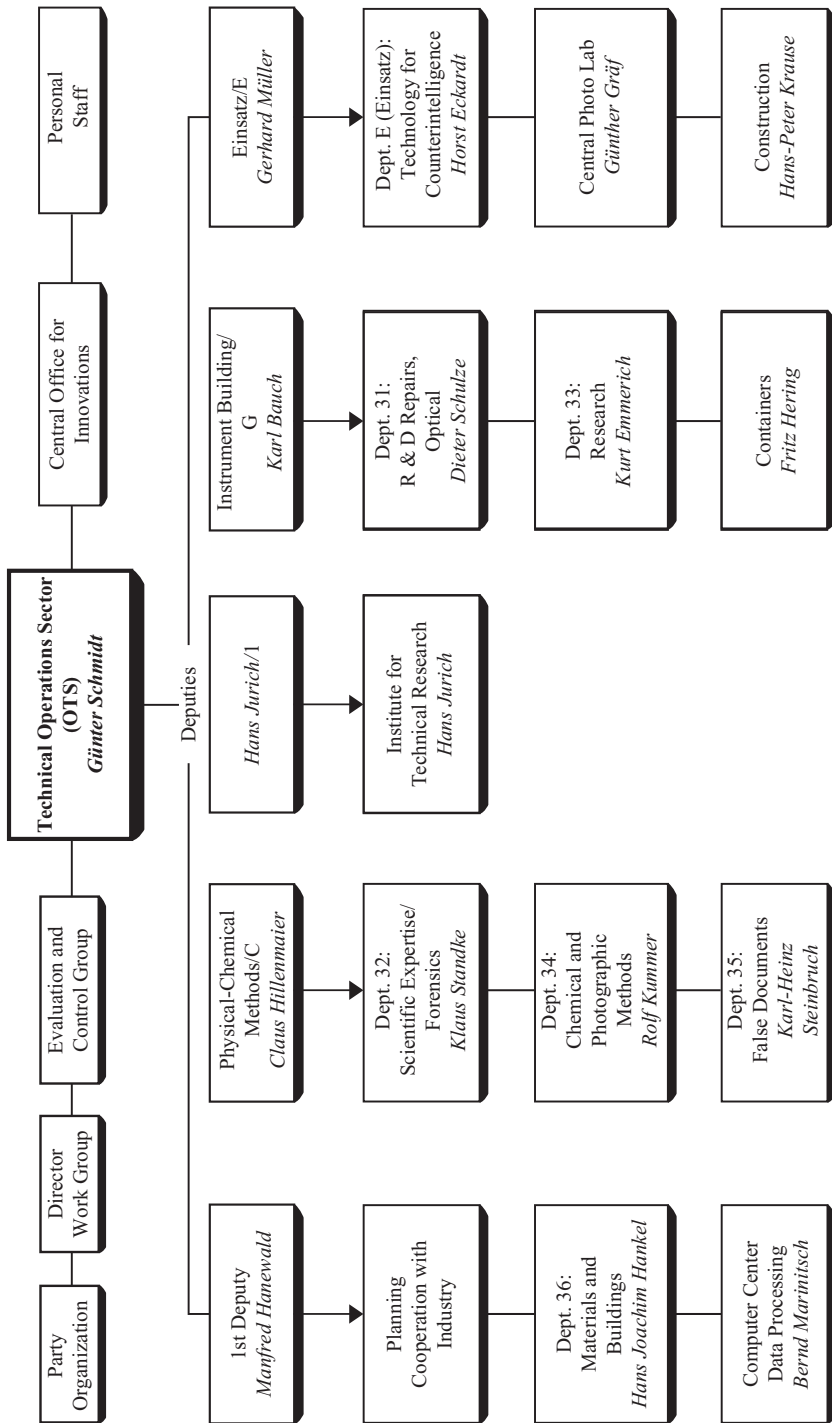 Party
Organization
Director
Work Group
Evaluation and
Control Group
Technical Operations Sector
(OTS)
Günter Schmidt
Central Office for
Innovations
Personal
Staff
Deputies
1st Deputy
Manfred Hanewald
Physical-Chemical
Methods/C
Claus Hillenmaier
Hans Jurich/1
Instrument Building/
G
Karl Bauch
Einsatz/E
Gerhard Müller
Planning
Cooperation with
Industry
Dept. 32:
Scientific Expertise/
Forensics
Klaus Standke
Institute for
Technical Research
Hans Jurich
Dept. 31:
R & D Repairs,
Optical
Dieter Schulze
Dept. E (Einsatz):
Technology for
Counterintelligence
Horst Eckardt
Dept. 36:
Materials and
Buildings
Hans Joachim Hankel
Dept. 34:
Chemical and
Photographic
Methods
Rolf Kummer
Dept. 33:
Research
Kurt Emmerich
Central Photo Lab
Günther Gräf
Computer Center
Data Processing
Bernd Marinitsch
Dept. 35:
False Documents
Karl-Heinz
Steinbruch
Containers
Fritz Hering
Construction
Hans-Peter Krause